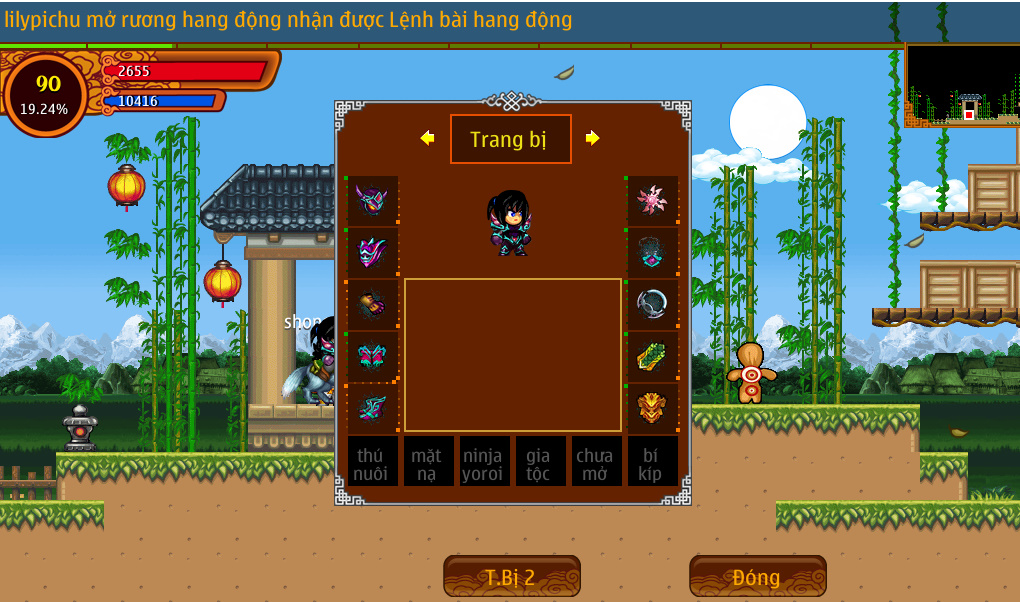 lilypichu mở rương hang động nhận được Lệnh bài hang động
90
19.24%
2655
10416
Trang bị
shop
thú nuôi
mặt nạ
ninja yoroi
gia tộc
chưa mở
bí kíp
T.Bị 2
Đóng